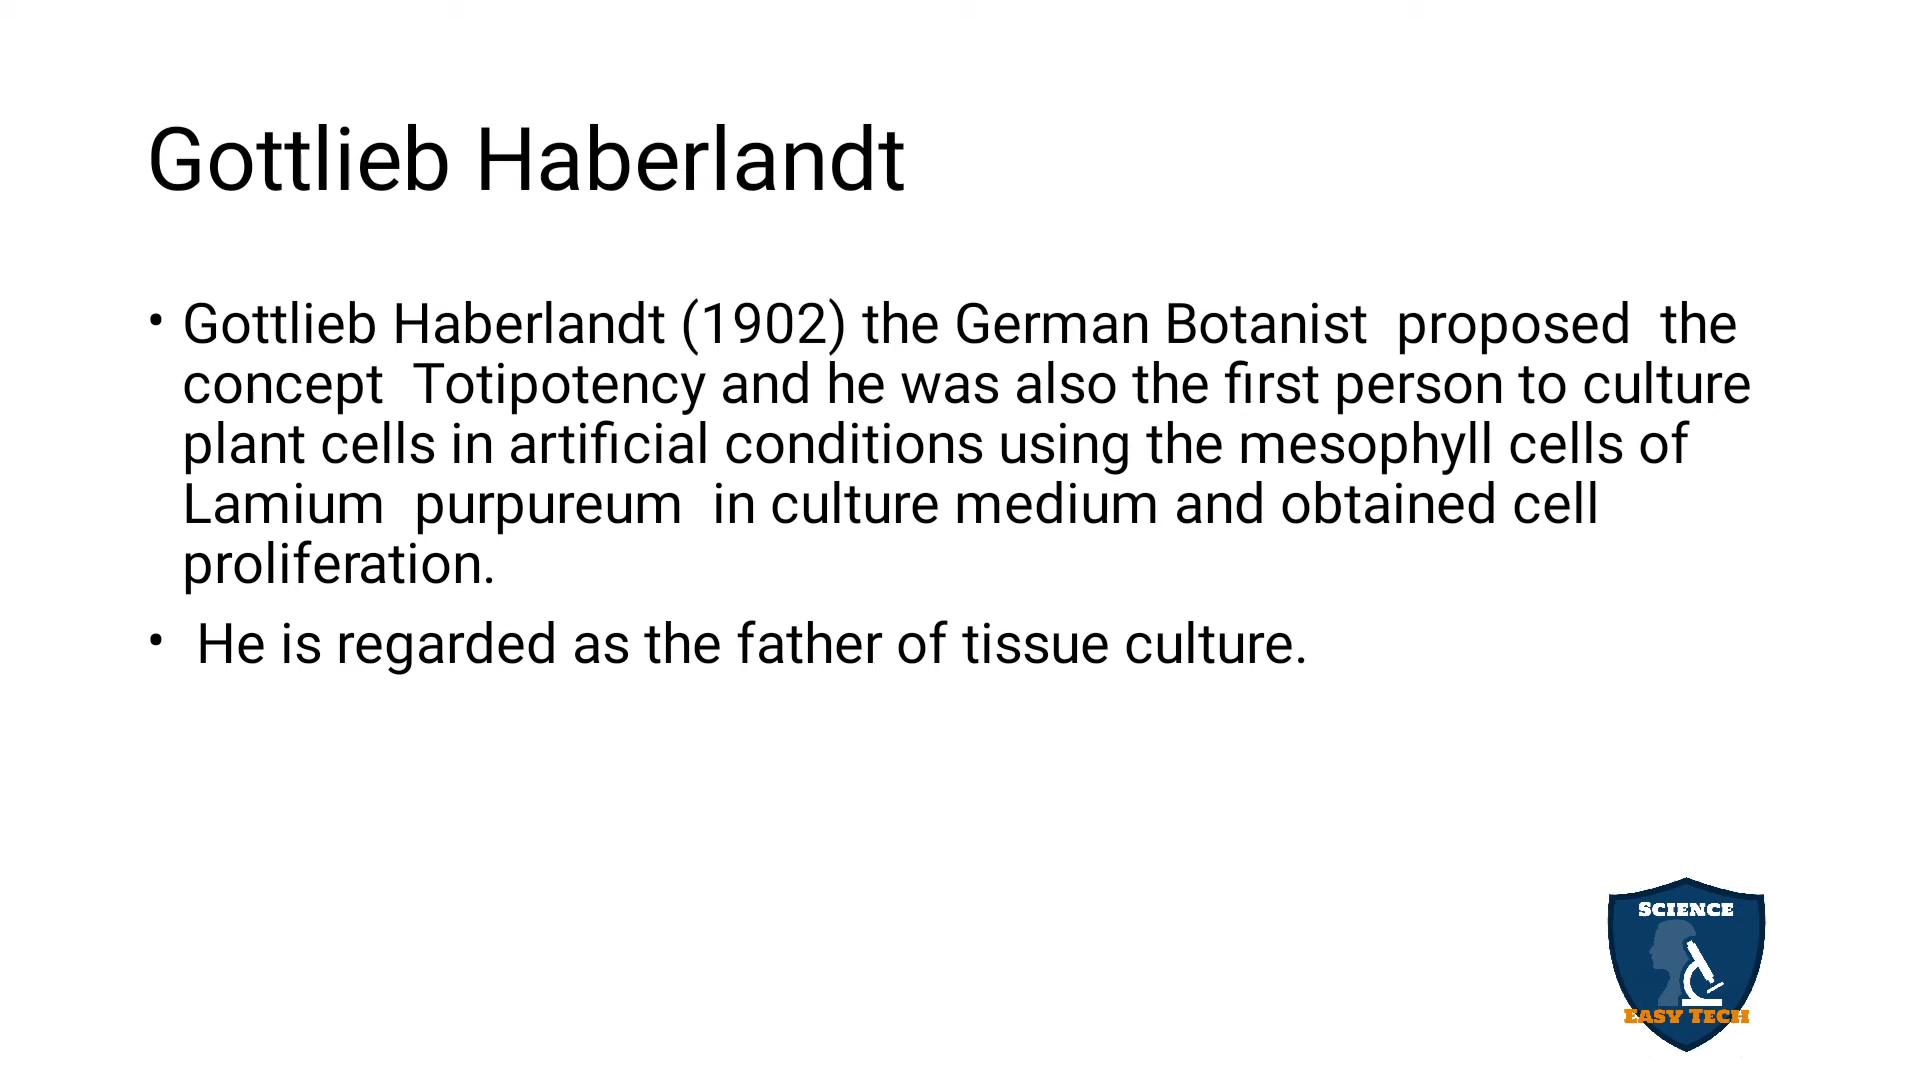 Gottlieb Haberlandt
• Gottlieb Haberlandt (1902) the German Botanist  proposed  the
concept  Totipotency and he was also the first person to culture
plant cells in artificial conditions using the mesophyll cells of
Lamium  purpureum  in culture medium and obtained cell
proliferation.
•  He is regarded as the father of tissue culture.
SCIENCE
EASY TECH